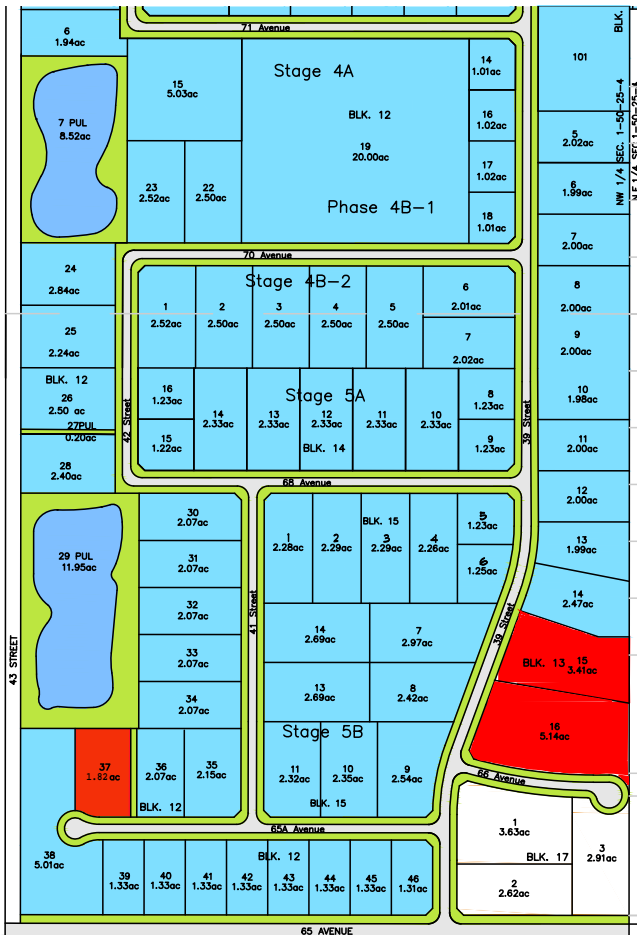 71 Avenue
BLK.
6
1.94ac
101
Stage 4A
14
1.01ac
15
5.03ac
BLK. 12
7 PUL
8.52ac
16
1.02ac
5
2.02ac
NW 1/4 SEC. 1-50-25-4
19
20.00ac
17
1.02ac
23
2.52ac
22
2.50ac
6
1.99ac
Phase 4B-1
18
1.01ac
7
2.00ac
70 Avenue
24
2.84ac
Stage 4B-2
8
2.00ac
1
2.52ac
2
2.50ac
3
2.50ac
4
2.50ac
5
2.50ac
6
2.01ac
25
2.24ac
7
2.02ac
9
2.00ac
BLK. 12
26
2.50 ac
16
1.23ac
Stage 5A
8
1.23ac
10
1.98ac
14
2.33ac
13
2.33ac
12
2.33ac
11
2.33ac
10
2.33ac
42 Street
39 Street
27PUL
0.20ac
15
1.22ac
BLK. 14
9
1.23ac
11
2.00ac
28
2.40ac
68 Avenue
12
2.00ac
30
2.07ac
BLK. 15
5
1.23ac
1
2.28ac
2
2.29ac
3
2.29ac
4
2.26ac
13
1.99ac
29 PUL
11.95ac
31
2.07ac
6
1.25ac
32
2.07ac
14
2.47ac
41 Street
39 Street
43 STREET
14
2.69ac
7
2.97ac
33
2.07ac
BLK. 13
15
3.41ac
34
2.07ac
13
2.69ac
8
2.42ac
16
5.14ac
Stage 5B
37
1.82ac
36
2.07ac
35
2.15ac
11
2.32ac
10
2.35ac
9
2.54ac
66 Avenue
BLK. 12
BLK. 15
65A Avenue
1
3.63ac
3
2.91ac
BLK. 17
38
5.01ac
BLK. 12
39
1.33ac
40
1.33ac
41
1.33ac
42
1.33ac
43
1.33ac
44
1.33ac
45
1.33ac
46
1.31ac
2
2.62ac
65 AVENUE